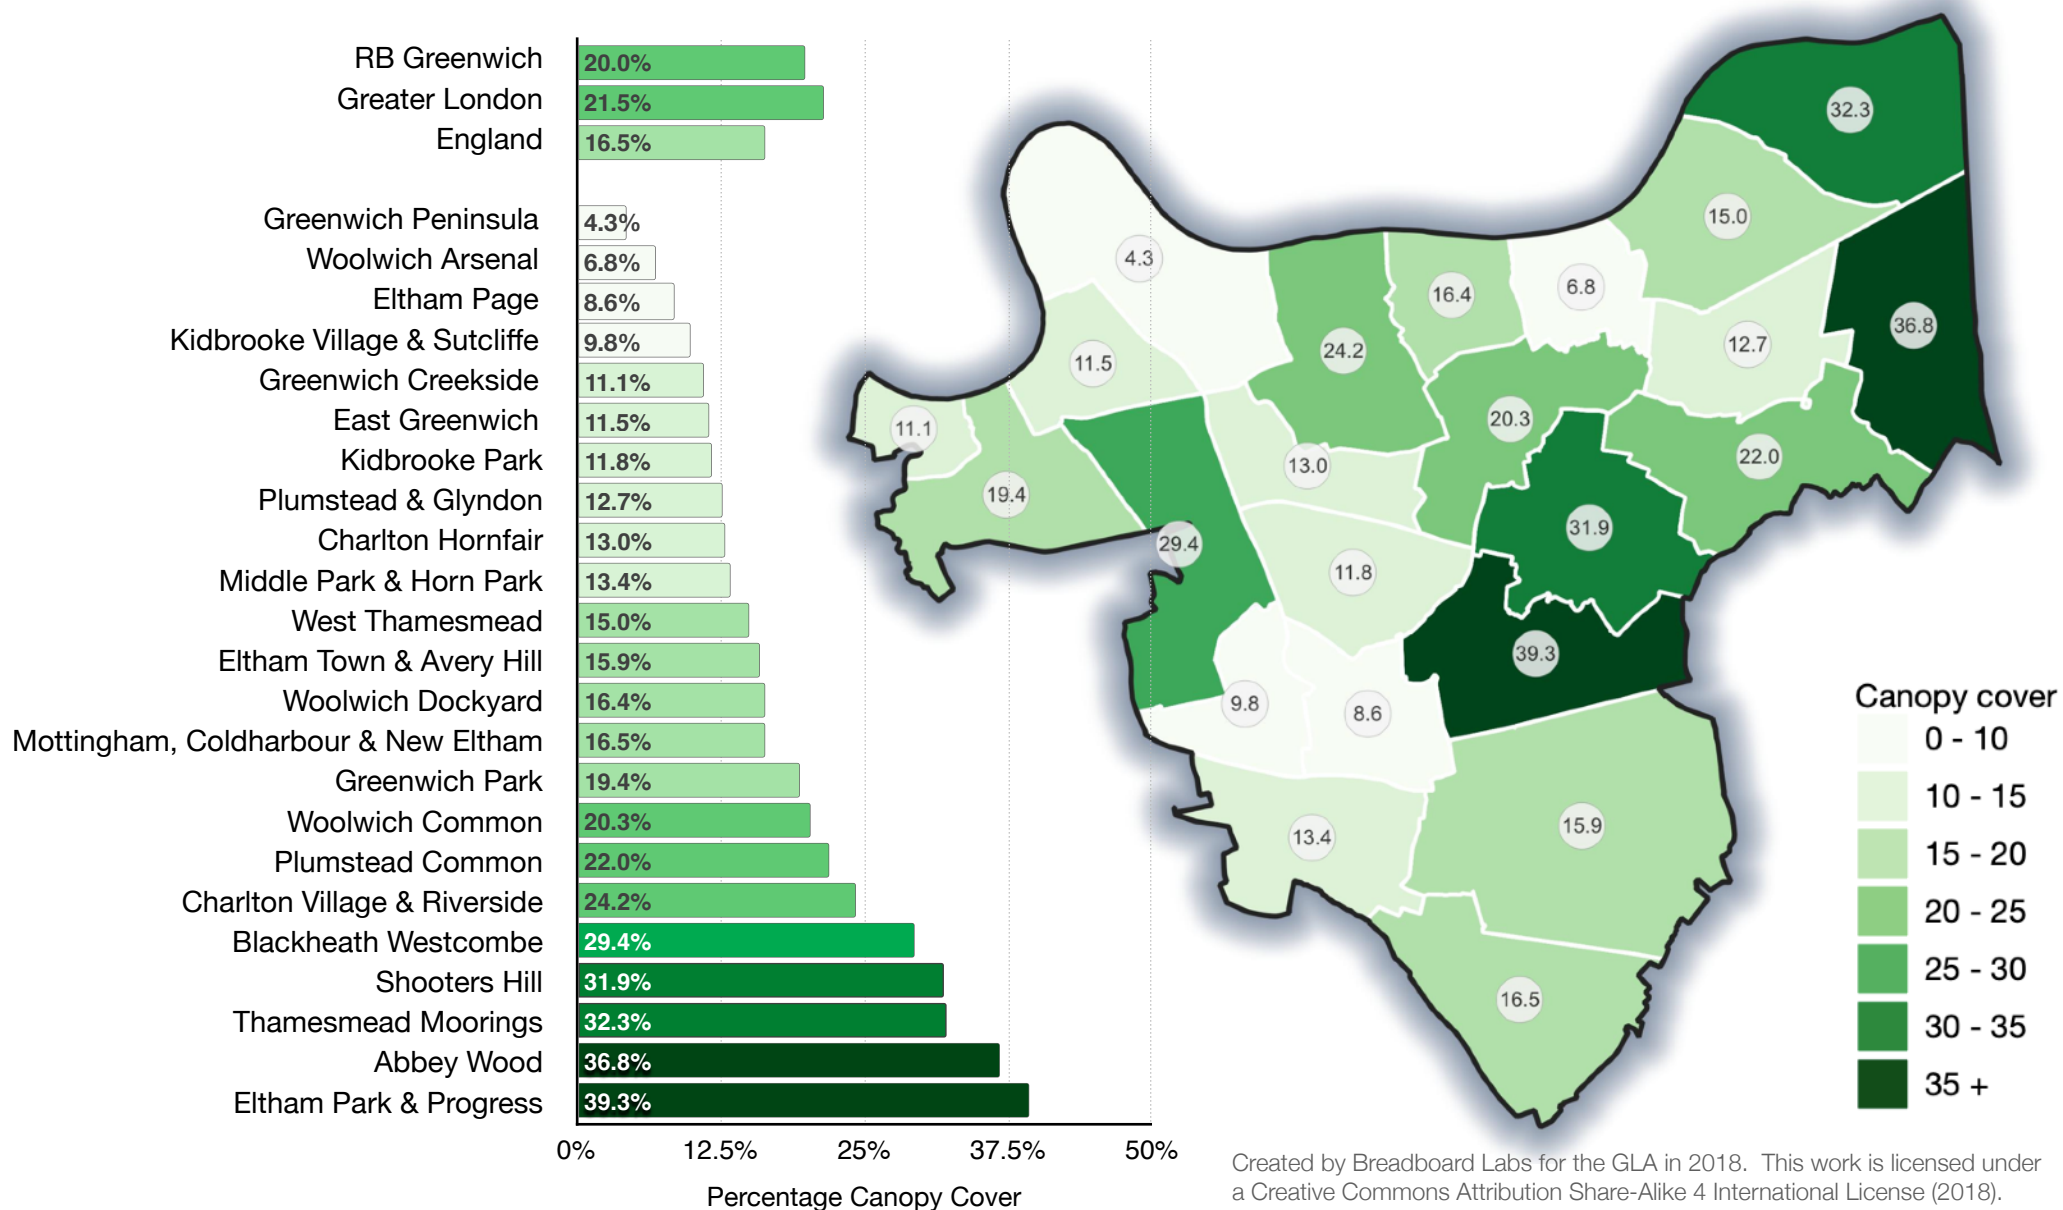 RB Greenwich 20.0%
Greater London 21.5%
England 16.5%
Greenwich Peninsula 4.3%
Woolwich Arsenal 6.8%
Eltham Page 8.6%
Kidbrooke Village & Sutcliffe 9.8%
Greenwich Creekside 11.1%
East Greenwich 11.5%
Kidbrooke Park 11.8%
Plumstead & Glyndon 12.7%
Charlton Hornfair 13.0%
Middle Park & Horn Park 13.4%
West Thamesmead 15.0%
Eltham Town & Avery Hill 15.9%
Woolwich Dockyard 16.4%
Mottingham, Coldharbour & New Eltham 16.5%
Greenwich Park 19.4%
Woolwich Common 20.3%
Plumstead Common 22.0%
Charlton Village & Riverside 24.2%
Blackheath Westcombe 29.4%
Shooters Hill 31.9%
Thamesmead Moorings 32.3%
Abbey Wood 36.8%
Eltham Park & Progress 39.3%
0% 12.5% 25% 37.5% 50%
Percentage Canopy Cover
32.3
15.0
4.3
6.8
16.4
36.8
12.7
24.2
11.5
20.3
11.1
22.0
13.0
19.4
31.9
29.4
11.8
39.3
9.8
8.6
15.9
13.4
16.5
Canopy cover
0 - 10
10 - 15
15 - 20
20 - 25
25 - 30
30 - 35
35 +
Created by Breadboard Labs for the GLA in 2018. This work is licensed under
a Creative Commons Attribution Share-Alike 4 International License (2018).